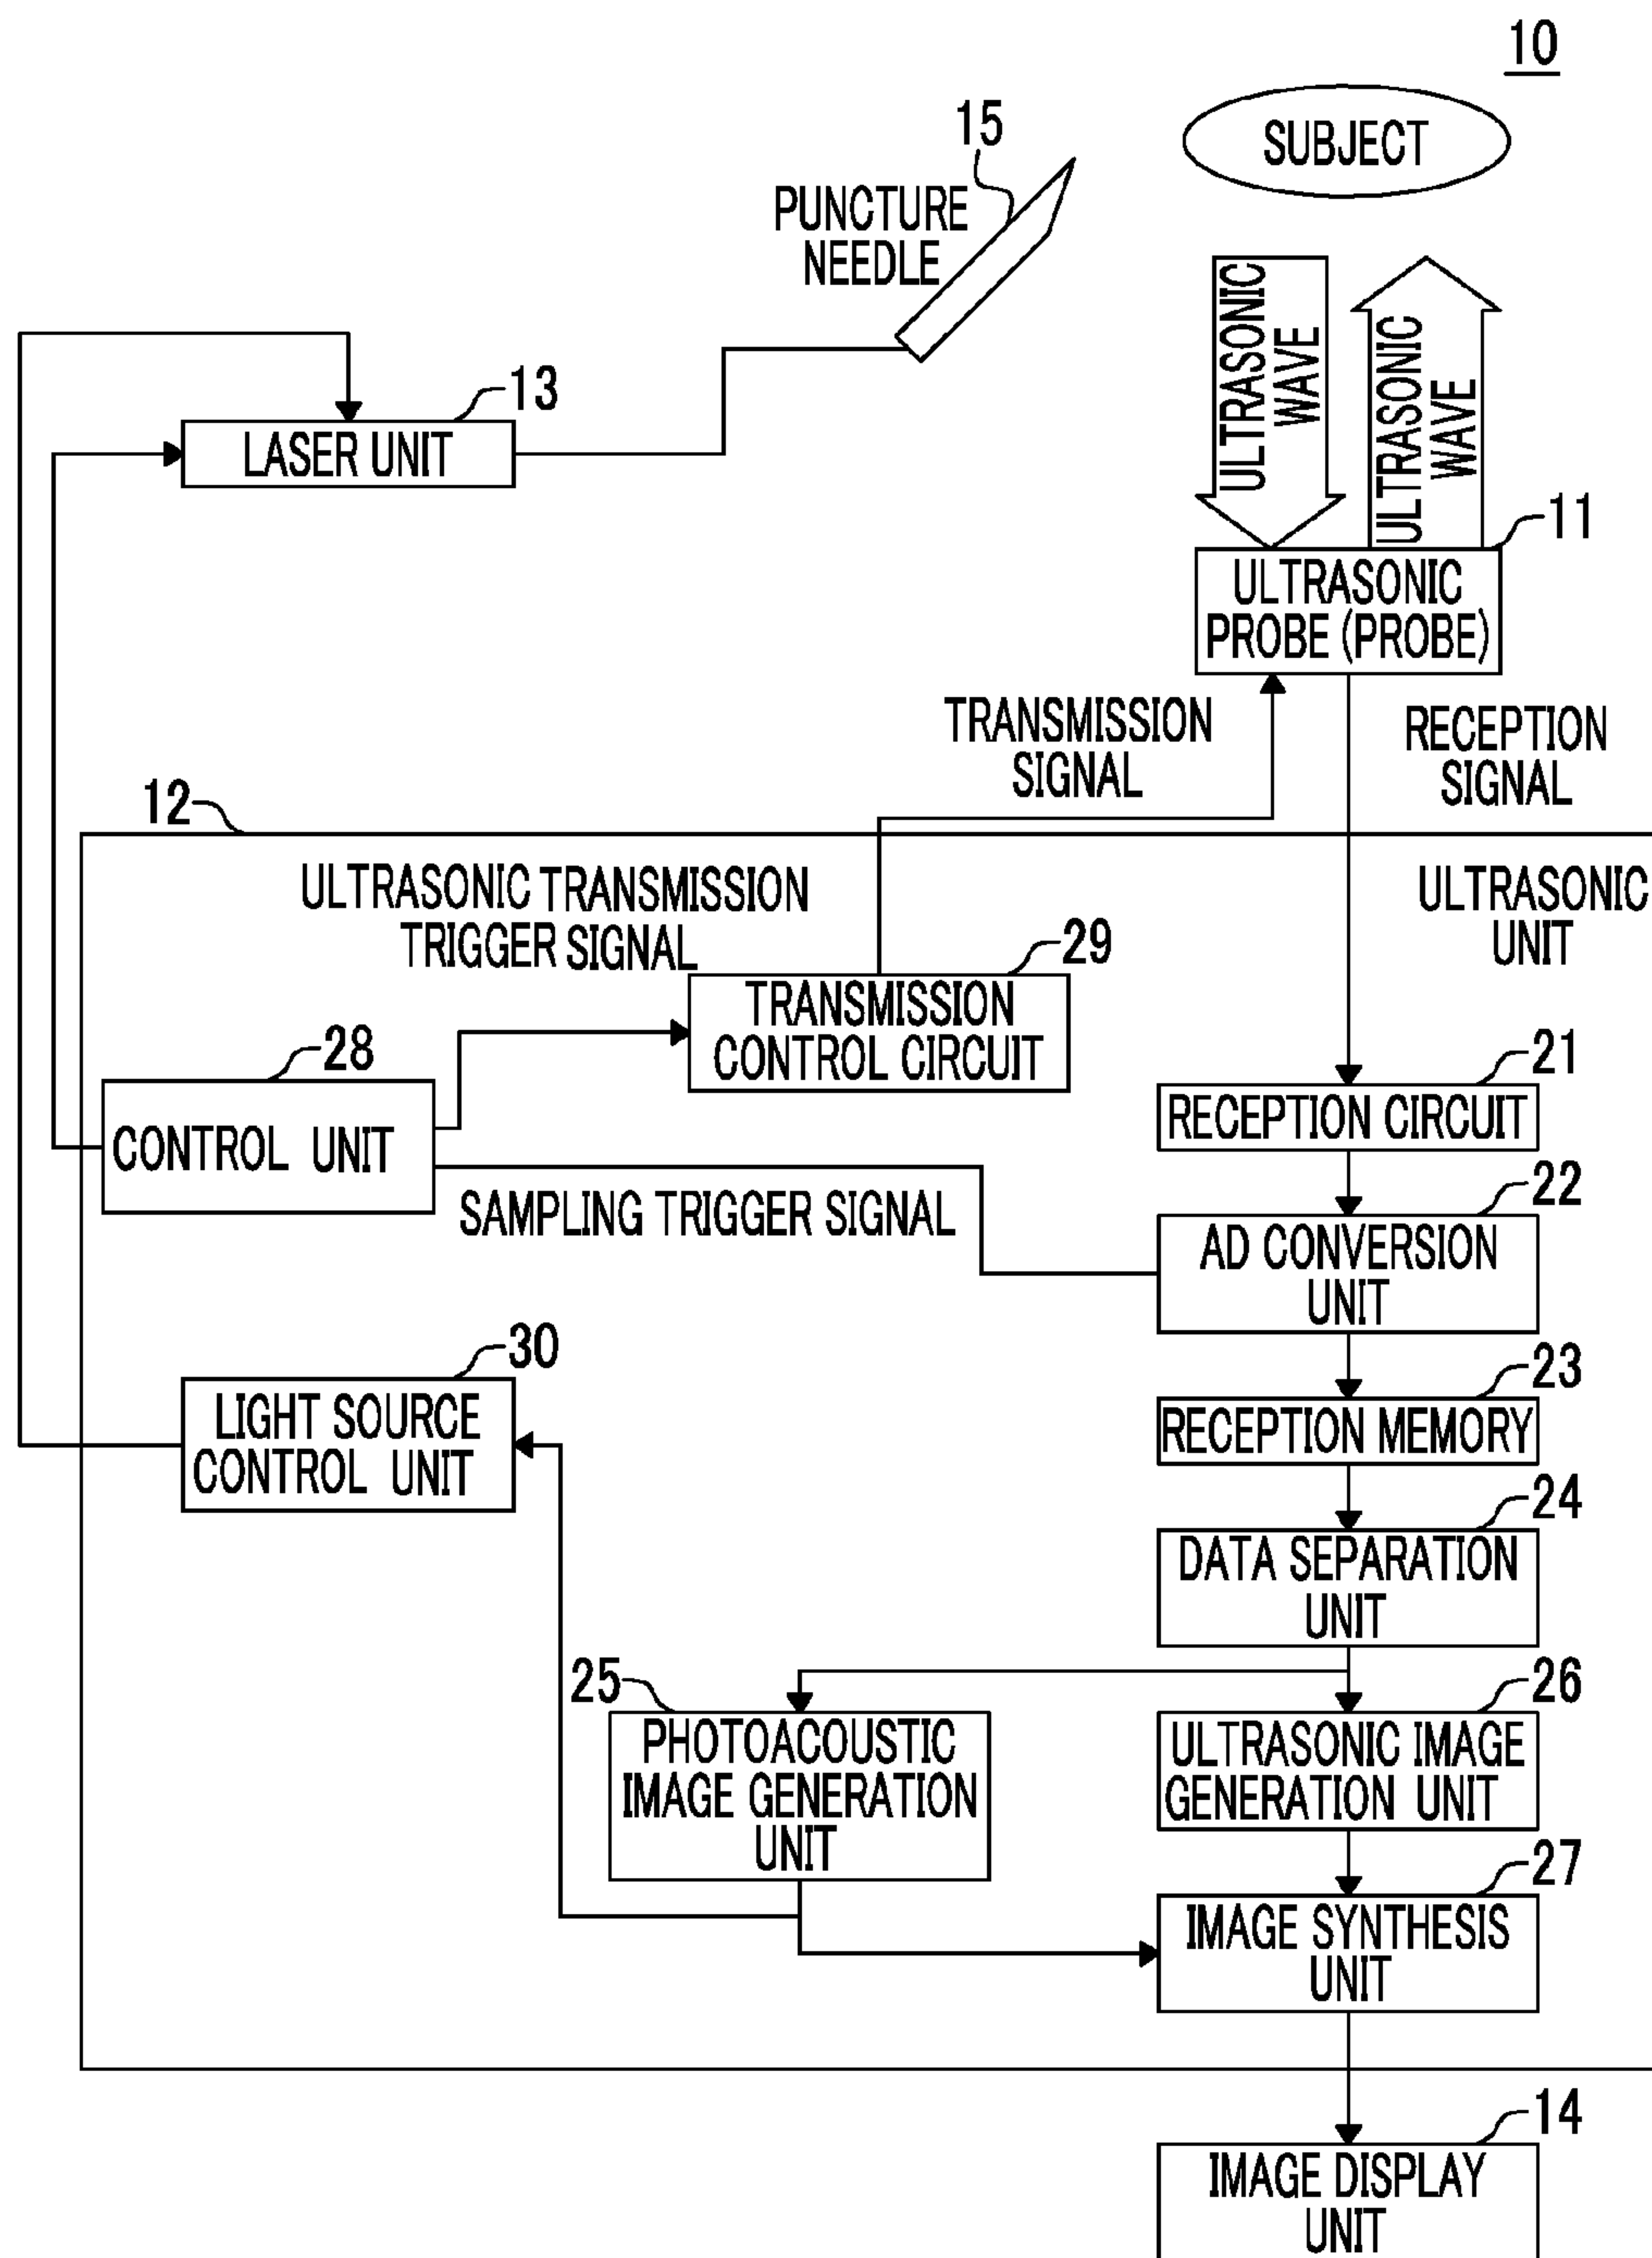 10
SUBJECT
15
PUNCTURE
NEEDLE
ULTRASONIC
WAVE
ULTRASONIC
WAVE
13
LASER UNIT
11
ULTRASONIC
PROBE (PROBE)
TRANSMISSION
SIGNAL
RECEPTION
SIGNAL
12
ULTRASONIC TRANSMISSION
TRIGGER SIGNAL
ULTRASONIC
UNIT
29
TRANSMISSION
CONTROL CIRCUIT
28
CONTROL UNIT
21
RECEPTION CIRCUIT
SAMPLING TRIGGER SIGNAL
22
AD CONVERSION
UNIT
30
LIGHT SOURCE
CONTROL UNIT
23
RECEPTION MEMORY
24
DATA SEPARATION
UNIT
25
PHOTOACOUSTIC
IMAGE GENERATION
UNIT
26
ULTRASONIC IMAGE
GENERATION UNIT
27
IMAGE SYNTHESIS
UNIT
14
IMAGE DISPLAY
UNIT